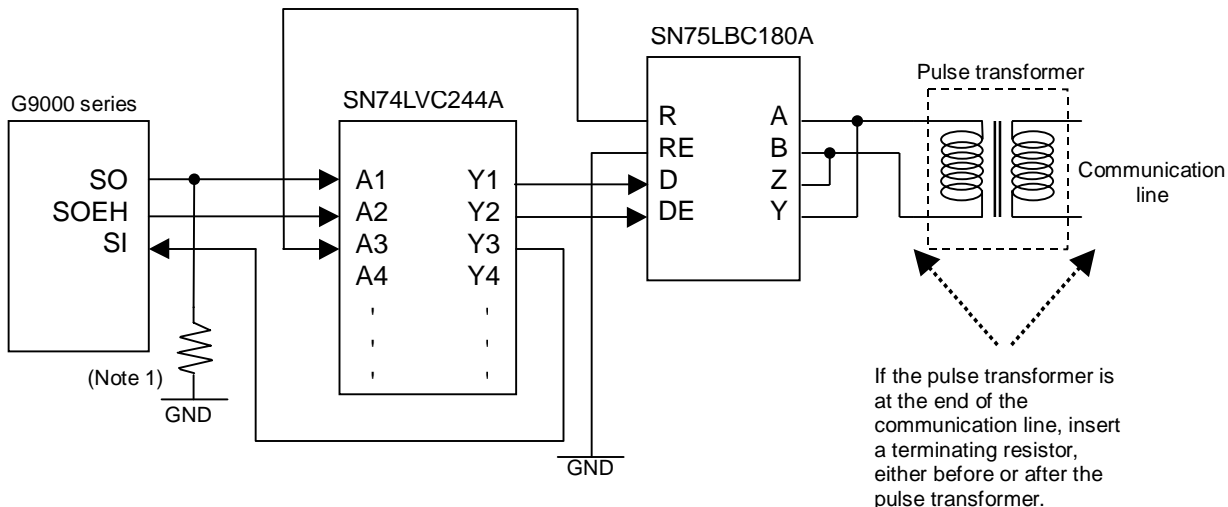 SN75LBC180A
Pulse transformer
G9000 series
SN74LVC244A
SO
SOEH
SI
A1
A2
A3
A4
Y1
Y2
Y3
Y4
R
RE
D
DE
A
B
Z
Y
Communication
line
(Note 1)
GND
GND
If the pulse transformer is
at the end of the
communication line, insert
a terminating resistor,
either before or after the
pulse transformer.